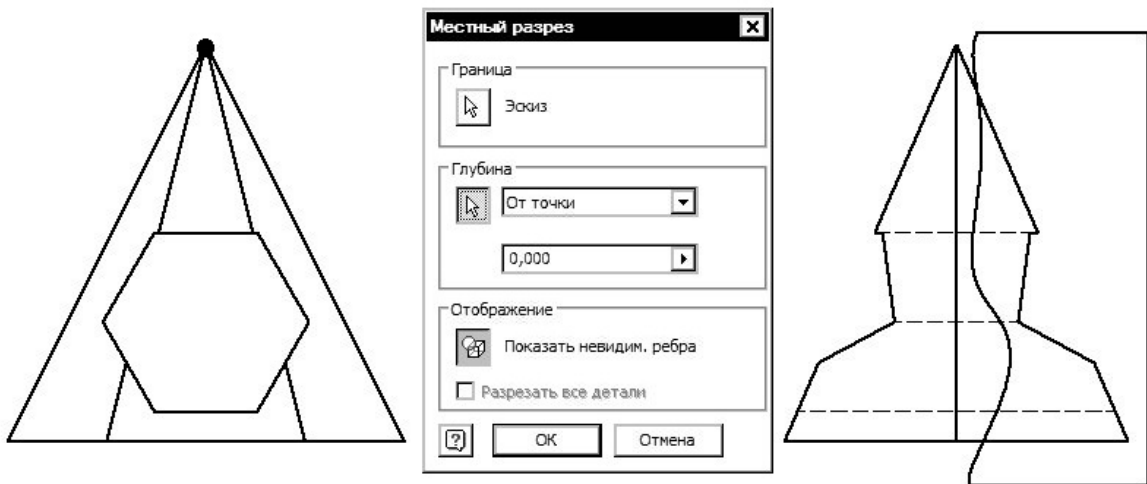 Местный разрез
Граница
Эскиз
Глубина
От точки
0,000
Отображение
Показать невидим. ребра
Разрезать все детали
? ОК Отмена